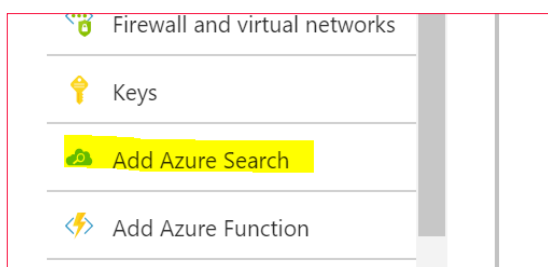 Firewall and virtual networks
Keys
Add Azure Search
Add Azure Function